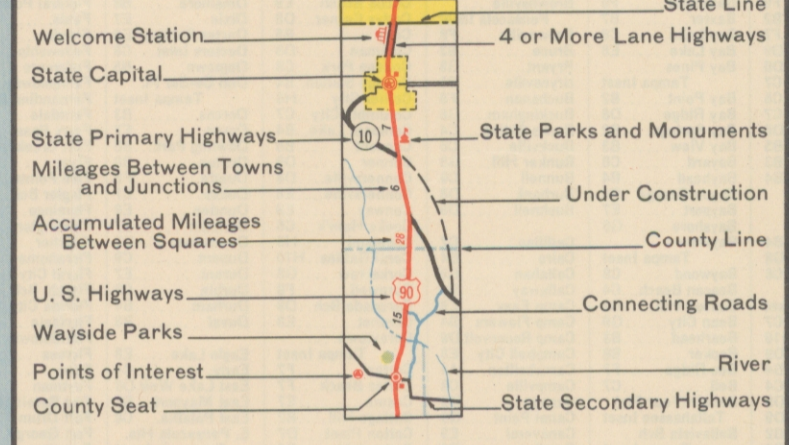 State Line
Welcome Station
4 or More Lane Highways
State Capital
State Primary Highways
10
7
State Parks and Monuments
Mileages Between Towns
and Junctions
6
Under Construction
Accumulated Mileages
Between Squares
28
County Line
U. S. Highways
90
Connecting Roads
15
Wayside Parks
Points of Interest
River
County Seat
State Secondary Highways